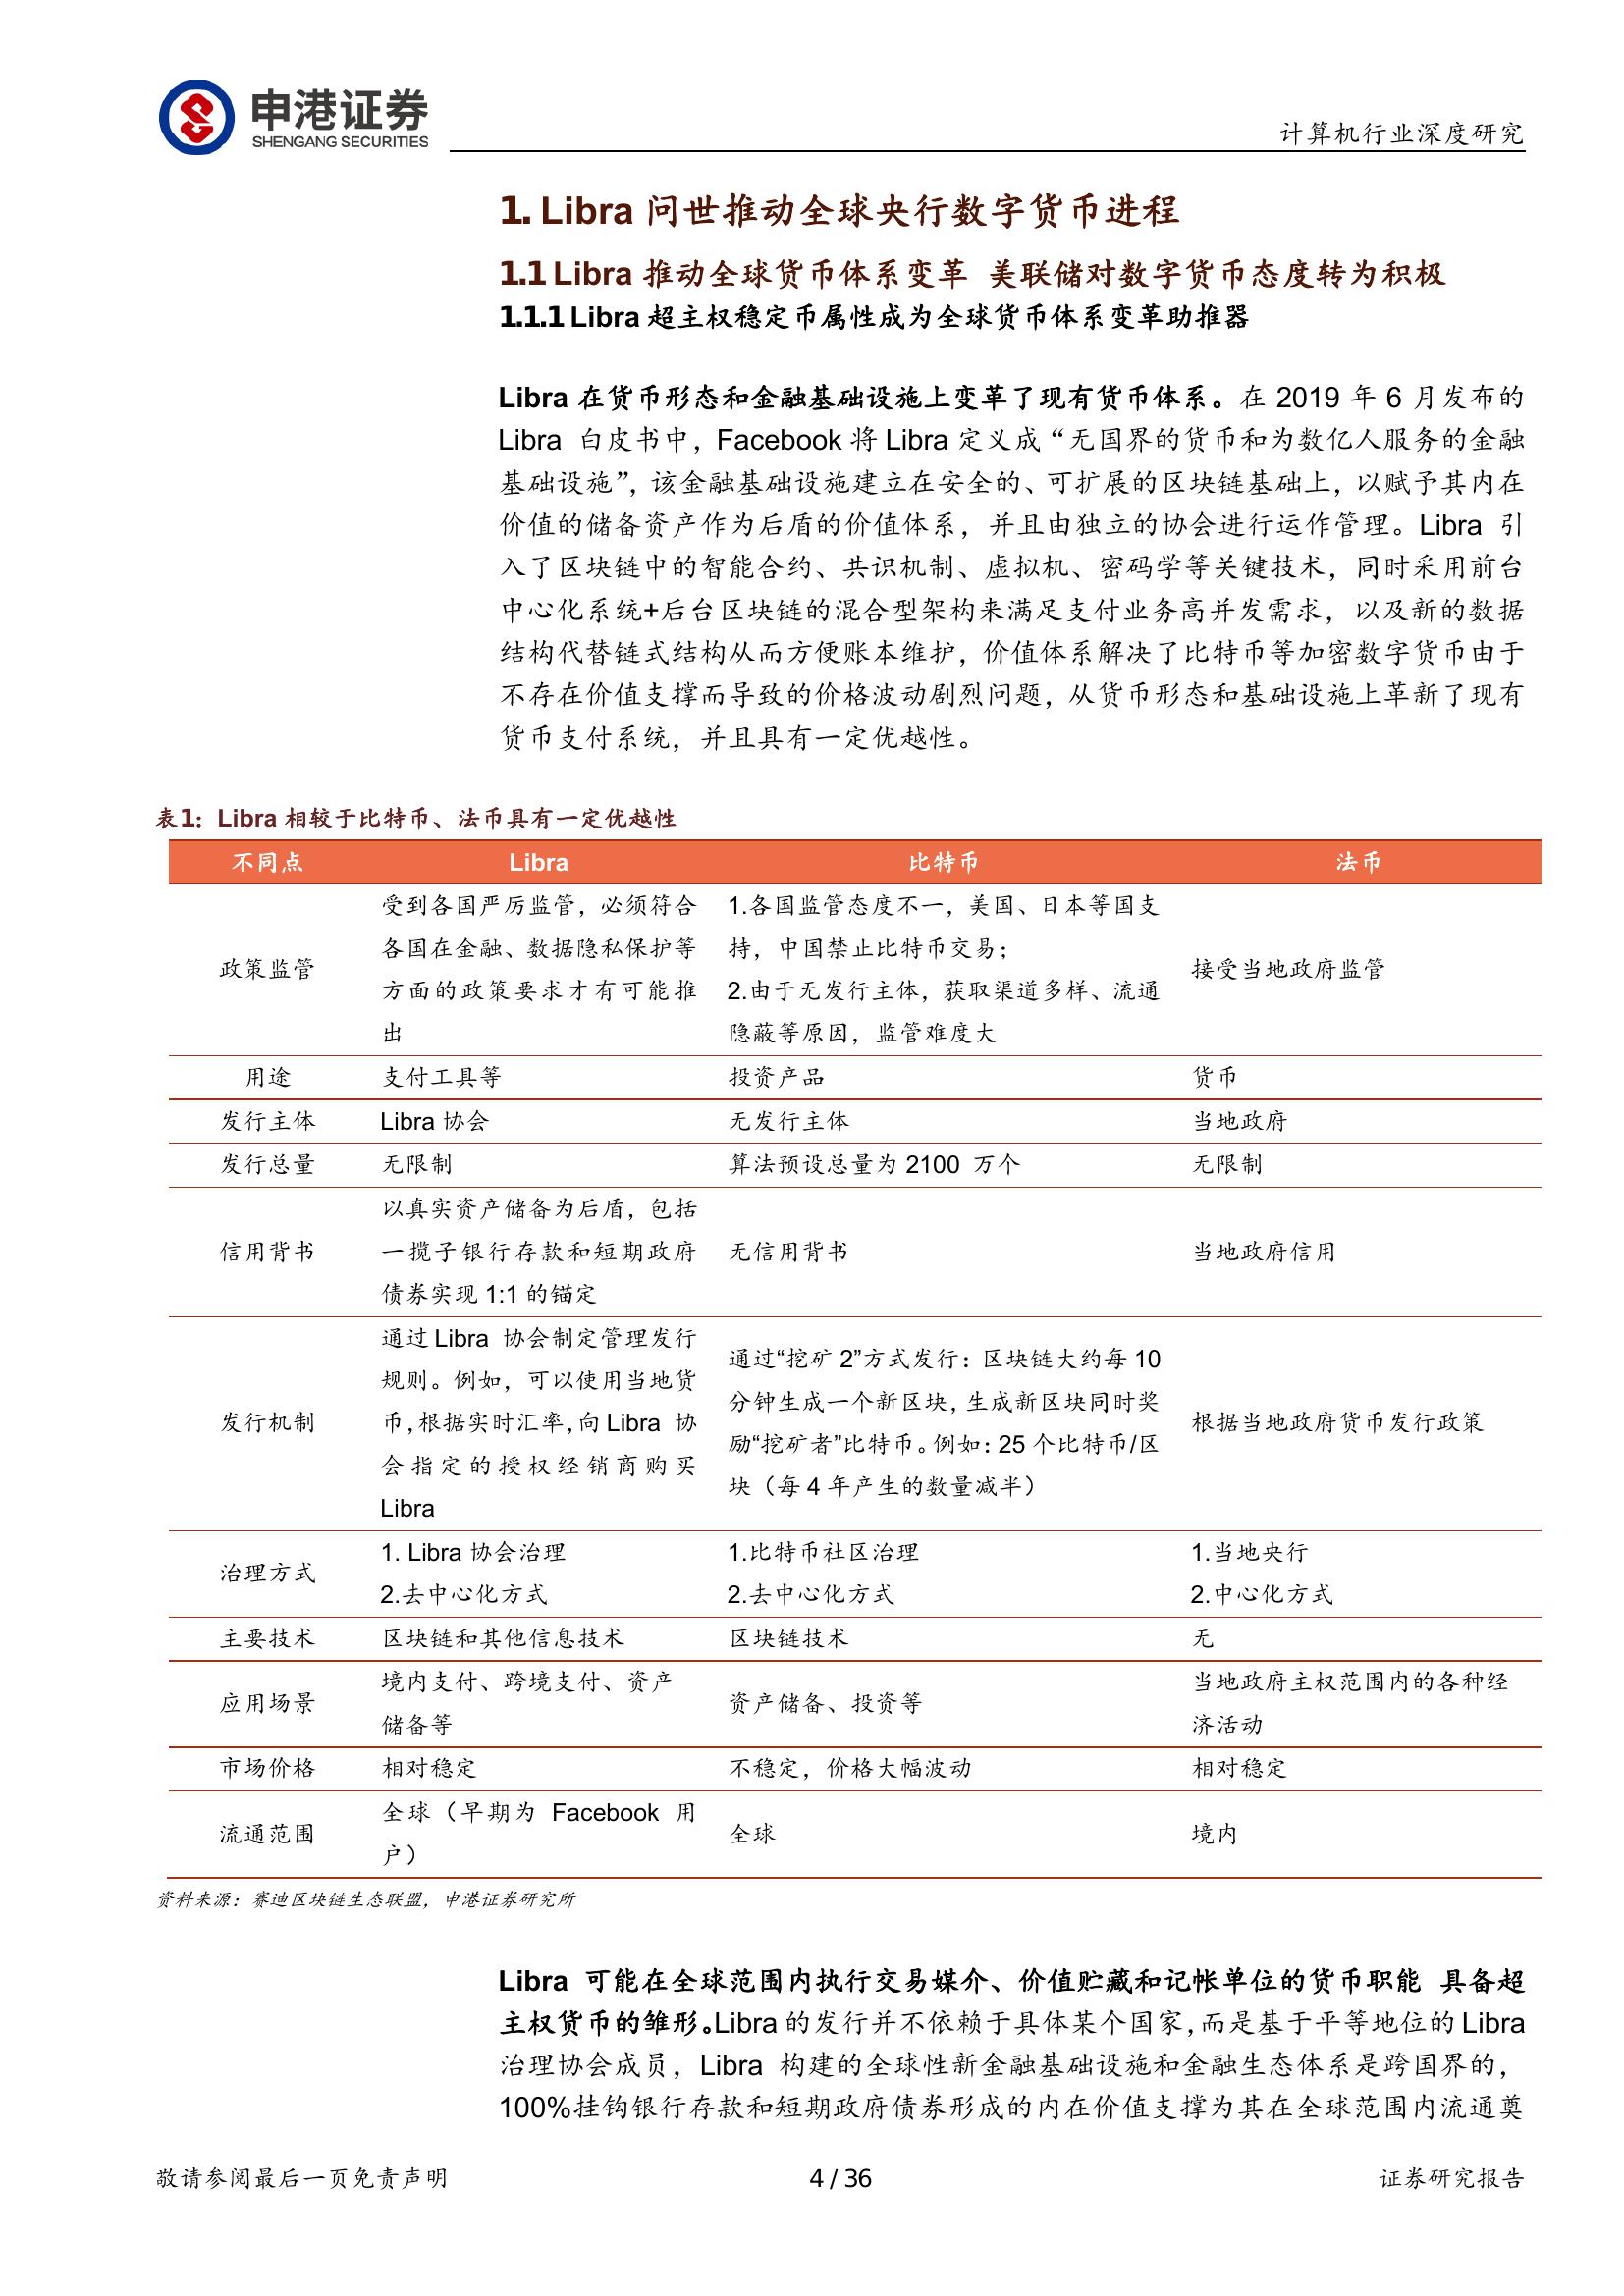 申港证券
SHENGANG SECURITIES
计算机行业深度研究
1. Libra 问世推动全球央行数字货币进程
1.1 Libra 推动全球货币体系变革 美联储对数字货币态度转为积极
1.1.1 Libra 超主权稳定币属性成为全球货币体系变革助推器
Libra 在货币形态和金融基础设施上变革了现有货币体系。在 2019 年 6 月发布的
Libra 白皮书中，Facebook 将 Libra 定义成“无国界的货币和为数亿人服务的金融
基础设施”，该金融基础设施建立在安全的、可扩展的区块链基础上，以赋予其内在
价值的储备资产作为后盾的价值体系，并且由独立的协会进行运作管理。Libra 引
入了区块链中的智能合约、共识机制、虚拟机、密码学等关键技术，同时采用前台
中心化系统+后台区块链的混合型架构来满足支付业务高并发需求，以及新的数据
结构代替链式结构从而方便账本维护，价值体系解决了比特币等加密数字货币由于
不存在价值支撑而导致的价格波动剧烈问题，从货币形态和基础设施上革新了现有
货币支付系统，并且具有一定优越性。
表1：Libra 相较于比特币、法币具有一定优越性
不同点 Libra 比特币 法币
政策监管
受到各国严厉监管，必须符合
各国在金融、数据隐私保护等
方面的政策要求才有可能推
出
1.各国监管态度不一，美国、日本等国支
持，中国禁止比特币交易；
2.由于无发行主体，获取渠道多样、流通
隐蔽等原因，监管难度大
接受当地政府监管
用途 支付工具等 投资产品 货币
发行主体 Libra 协会 无发行主体 当地政府
发行总量 无限制 算法预设总量为 2100 万个 无限制
信用背书
以真实资产储备为后盾，包括
一揽子银行存款和短期政府
债券实现 1:1 的锚定
无信用背书
当地政府信用
发行机制
通过 Libra 协会制定管理发行
规则。例如，可以使用当地货
币，根据实时汇率，向 Libra 协
会指定的授权经销商购买
Libra
通过“挖矿 2”方式发行：区块链大约每 10
分钟生成一个新区块，生成新区块同时奖
励“挖矿者”比特币。例如：25 个比特币/区
块（每 4 年产生的数量减半）
根据当地政府货币发行政策
治理方式
1. Libra 协会治理
2.去中心化方式
1.比特币社区治理
2.去中心化方式
1.当地央行
2.中心化方式
主要技术 区块链和其他信息技术 区块链技术 无
应用场景
境内支付、跨境支付、资产
储备等
资产储备、投资等
当地政府主权范围内的各种经
济活动
市场价格 相对稳定 不稳定，价格大幅波动 相对稳定
流通范围
全球（早期为 Facebook 用
户）
全球
境内
资料来源：赛迪区块链生态联盟，申港证券研究所
Libra 可能在全球范围内执行交易媒介、价值贮藏和记帐单位的货币职能 具备超
主权货币的雏形。Libra 的发行并不依赖于具体某个国家，而是基于平等地位的 Libra
治理协会成员，Libra 构建的全球性新金融基础设施和金融生态体系是跨国界的，
100%挂钩银行存款和短期政府债券形成的内在价值支撑为其在全球范围内流通奠
敬请参阅最后一页免责声明
4 / 36
证券研究报告